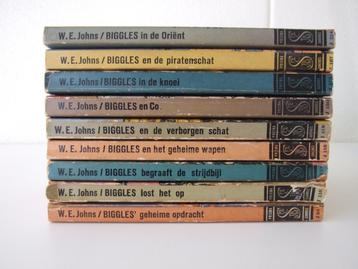 W.E. Johns / BIGGLES in de Oriënt
W.E. Johns / BIGGLES en de piratenschat
W.E. Johns / BIGGLES in de knoei
W.E. Johns / BIGGLES en Co.
W.E. Johns / BIGGLES en de verborgen schat
W.E. Johns / BIGGLES en het geheime wapen
W.E. Johns / BIGGLES begraaft de strijdbijl
W.E. Johns / BIGGLES lost het op
W.E. Johns / BIGGLES' geheime opdracht